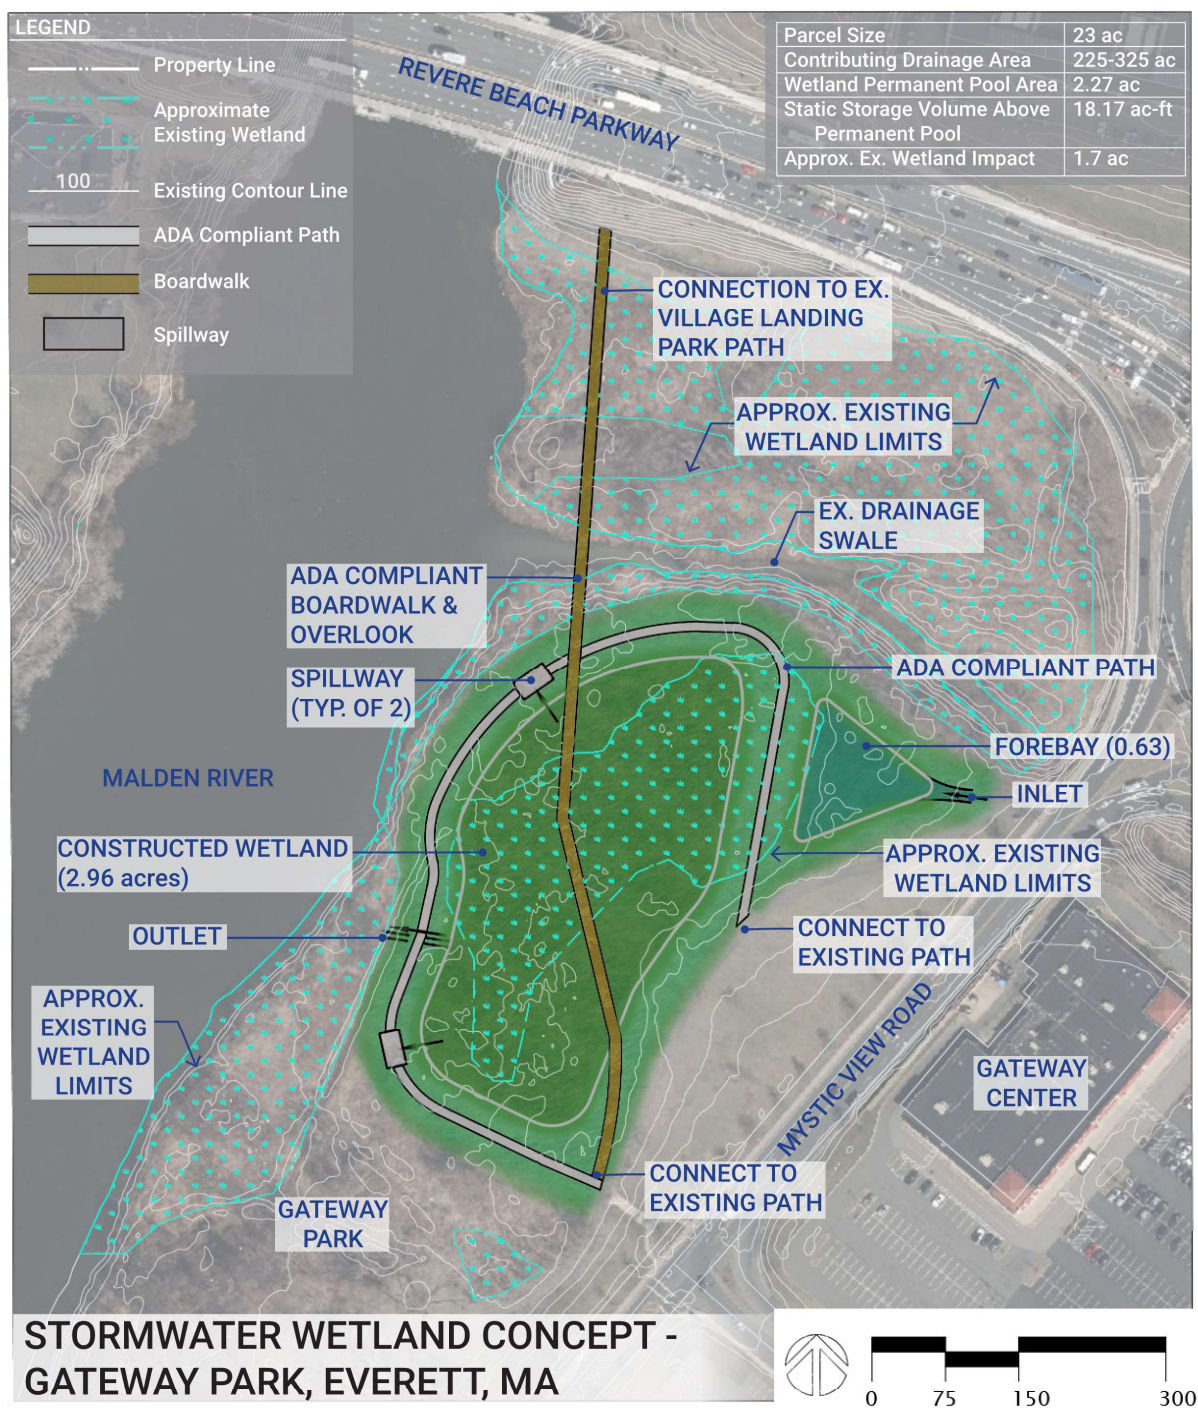 LEGEND
Property Line
Approximate
Existing Wetland
100
Existing Contour Line
ADA Compliant Path
Boardwalk
Spillway
Parcel Size 23 ac
Contributing Drainage Area 225-325 ac
Wetland Permanent Pool Area 2.27 ac
Static Storage Volume Above 18.17 ac-ft
Permanent Pool
Approx. Ex. Wetland Impact 1.7 ac
REVERE BEACH PARKWAY
CONNECTION TO EX.
VILLAGE LANDING
PARK PATH
APPROX. EXISTING
WETLAND LIMITS
EX. DRAINAGE
SWALE
ADA COMPLIANT
BOARDWALK &
OVERLOOK
SPILLWAY
(TYP. OF 2)
ADA COMPLIANT PATH
FOREBAY (0.63)
INLET
MALDEN RIVER
CONSTRUCTED WETLAND
(2.96 acres)
APPROX. EXISTING
WETLAND LIMITS
OUTLET
CONNECT TO
EXISTING PATH
APPROX.
EXISTING
WETLAND
LIMITS
MYSTIC VIEW ROAD
GATEWAY
CENTER
CONNECT TO
EXISTING PATH
GATEWAY
PARK
STORMWATER WETLAND CONCEPT -
GATEWAY PARK, EVERETT, MA
0 75 150 300